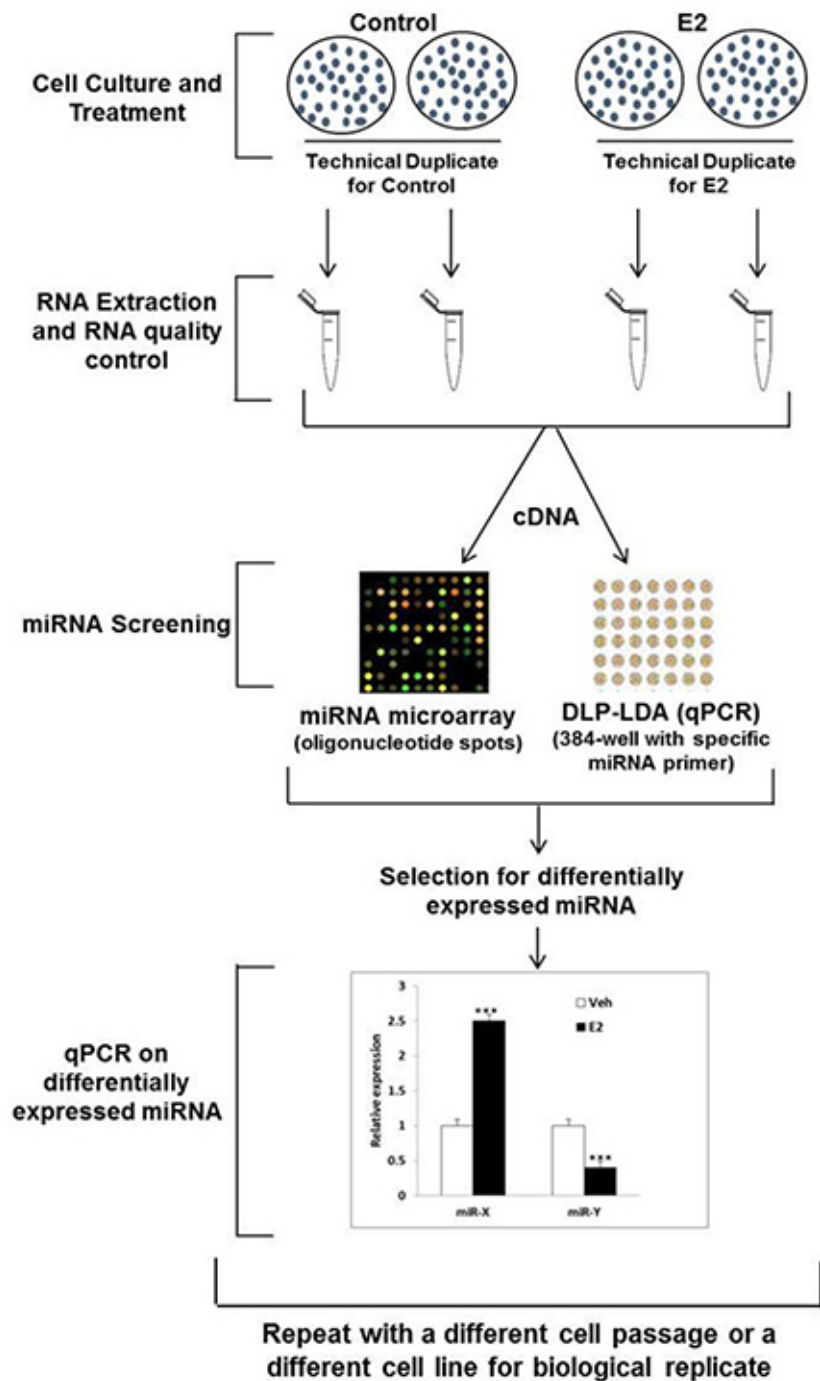 Control
E2
Cell Culture and
Treatment
Technical Duplicate
for Control
Technical Duplicate
for E2
RNA Extraction
and RNA quality
control
cDNA
miRNA Screening
miRNA microarray
(oligonucleotide spots)
DLP-LDA (qPCR)
(384-well with specific
miRNA primer)
Selection for differentially
expressed miRNA
qPCR on
differentially
expressed miRNA
3
2.5
2
1.5
1
0.5
0
Relative expression
***
***
Veh
E2
miR-X
miR-Y
Repeat with a different cell passage or a
different cell line for biological replicate